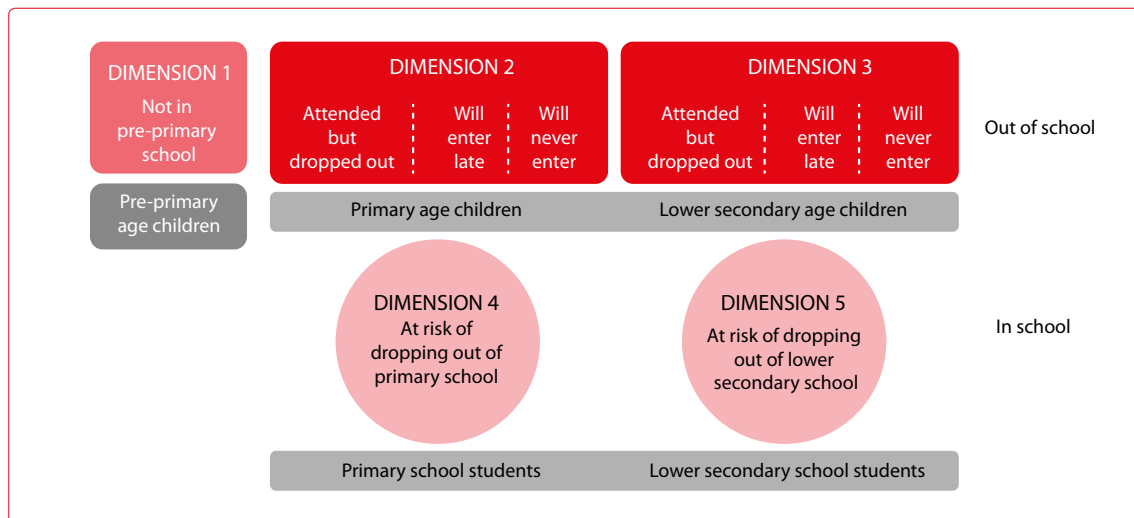 DIMENSION 1
Not in
pre-primary
school
Pre-primary
age children
DIMENSION 2
Attended
but
dropped out
Will
enter
late
Will
never
enter
DIMENSION 3
Attended
but
dropped out
Will
enter
late
Will
never
enter
Out of school
Primary age children
Lower secondary age children
DIMENSION 4
At risk of
dropping out of
primary school
DIMENSION 5
At risk of dropping
out of lower
secondary school
In school
Primary school students
Lower secondary school students